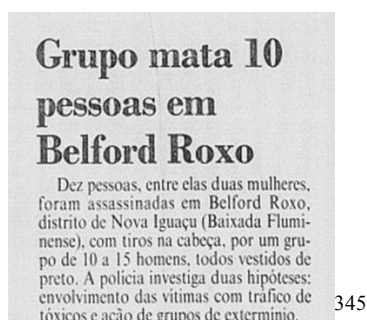 Grupo mata 10
pessoas em
Belford Roxo
Dez pessoas, entre elas duas mulheres,
foram assassinadas em Belford Roxo,
distrito de Nova Iguaçu (Baixada Flumi-
nense), com tiros na cabeça, por um gru-
po de 10 a 15 homens, todos vestidos de
preto. A polícia investiga duas hipóteses:
envolvimento das vítimas com tráfico de
tóxicos e ação de grupos de extermínio.
345